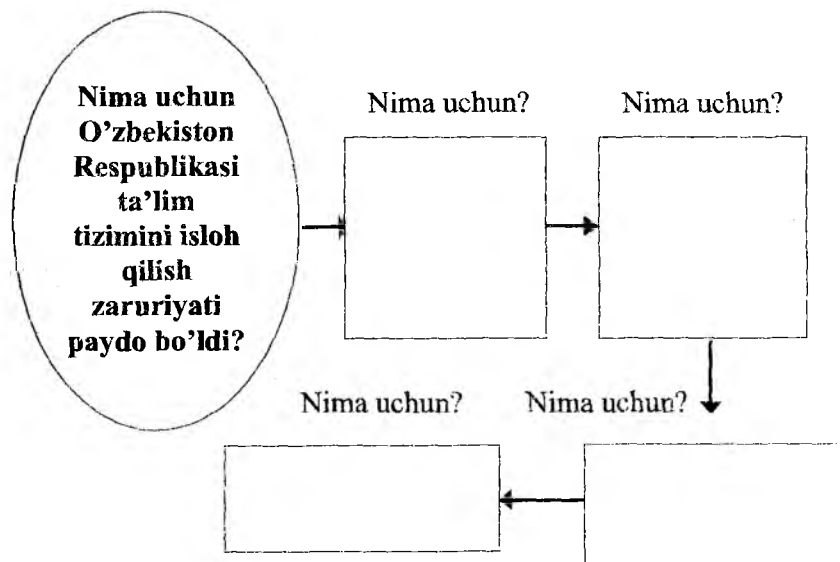 Nima uchun
O'zbekiston
Respublikasi
ta'lim
tizimini isloh
qilish
zaruriyati
paydo bo'ldi?
Nima uchun?
Nima uchun?
Nima uchun?
Nima uchun?